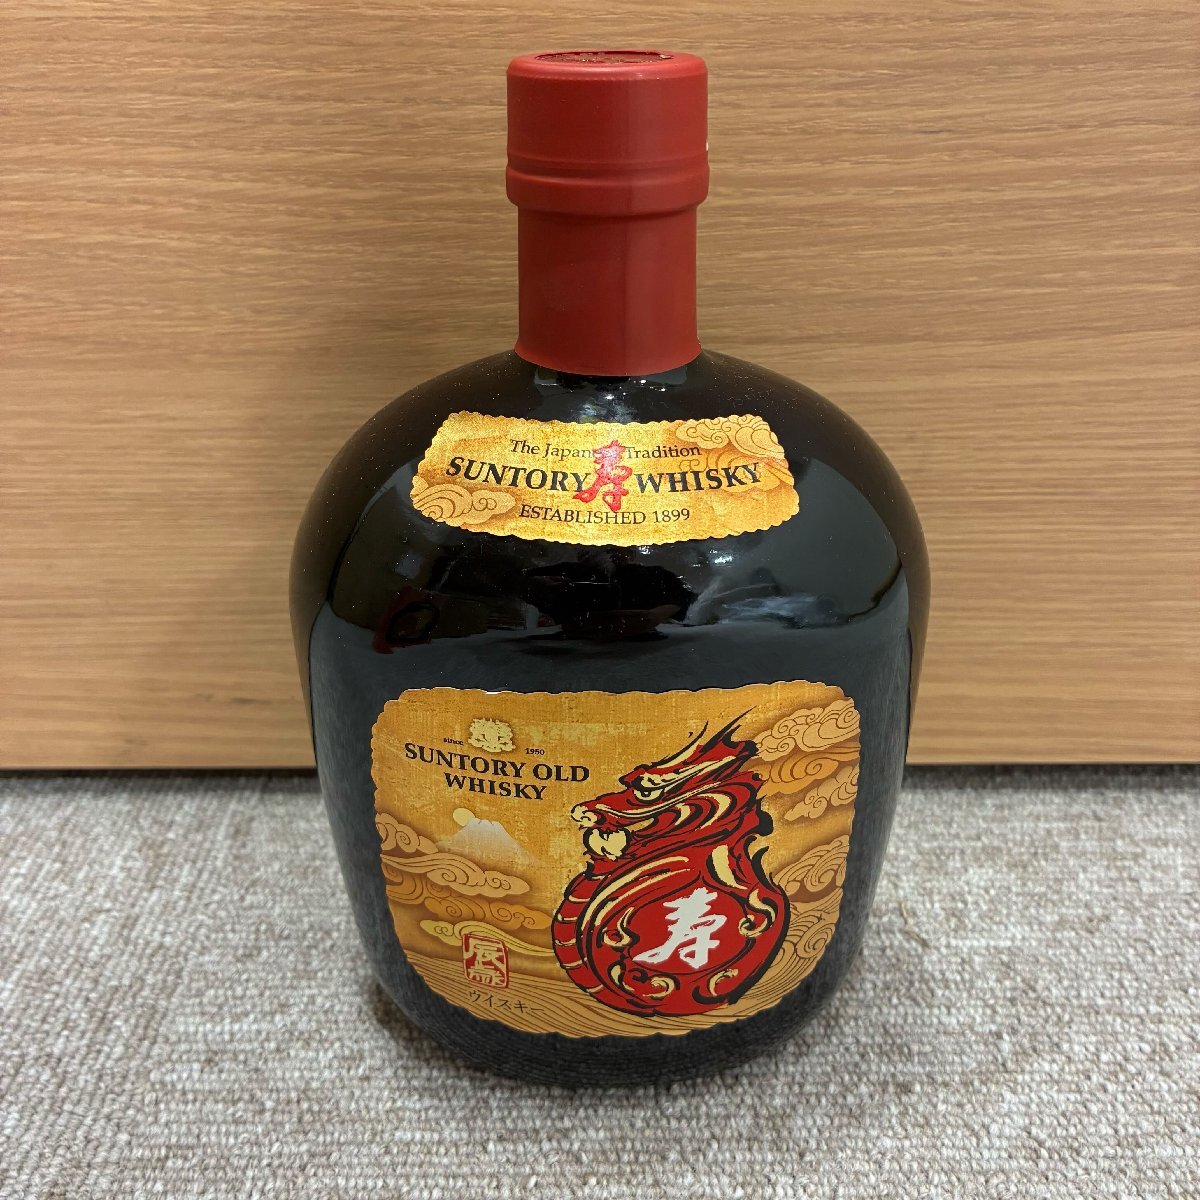 The Japanese Tradition
SUNTORY 寿 WHISKY
ESTABLISHED 1899
since 1950
SUNTORY OLD
WHISKY
寿
辰歳
ウイスキー